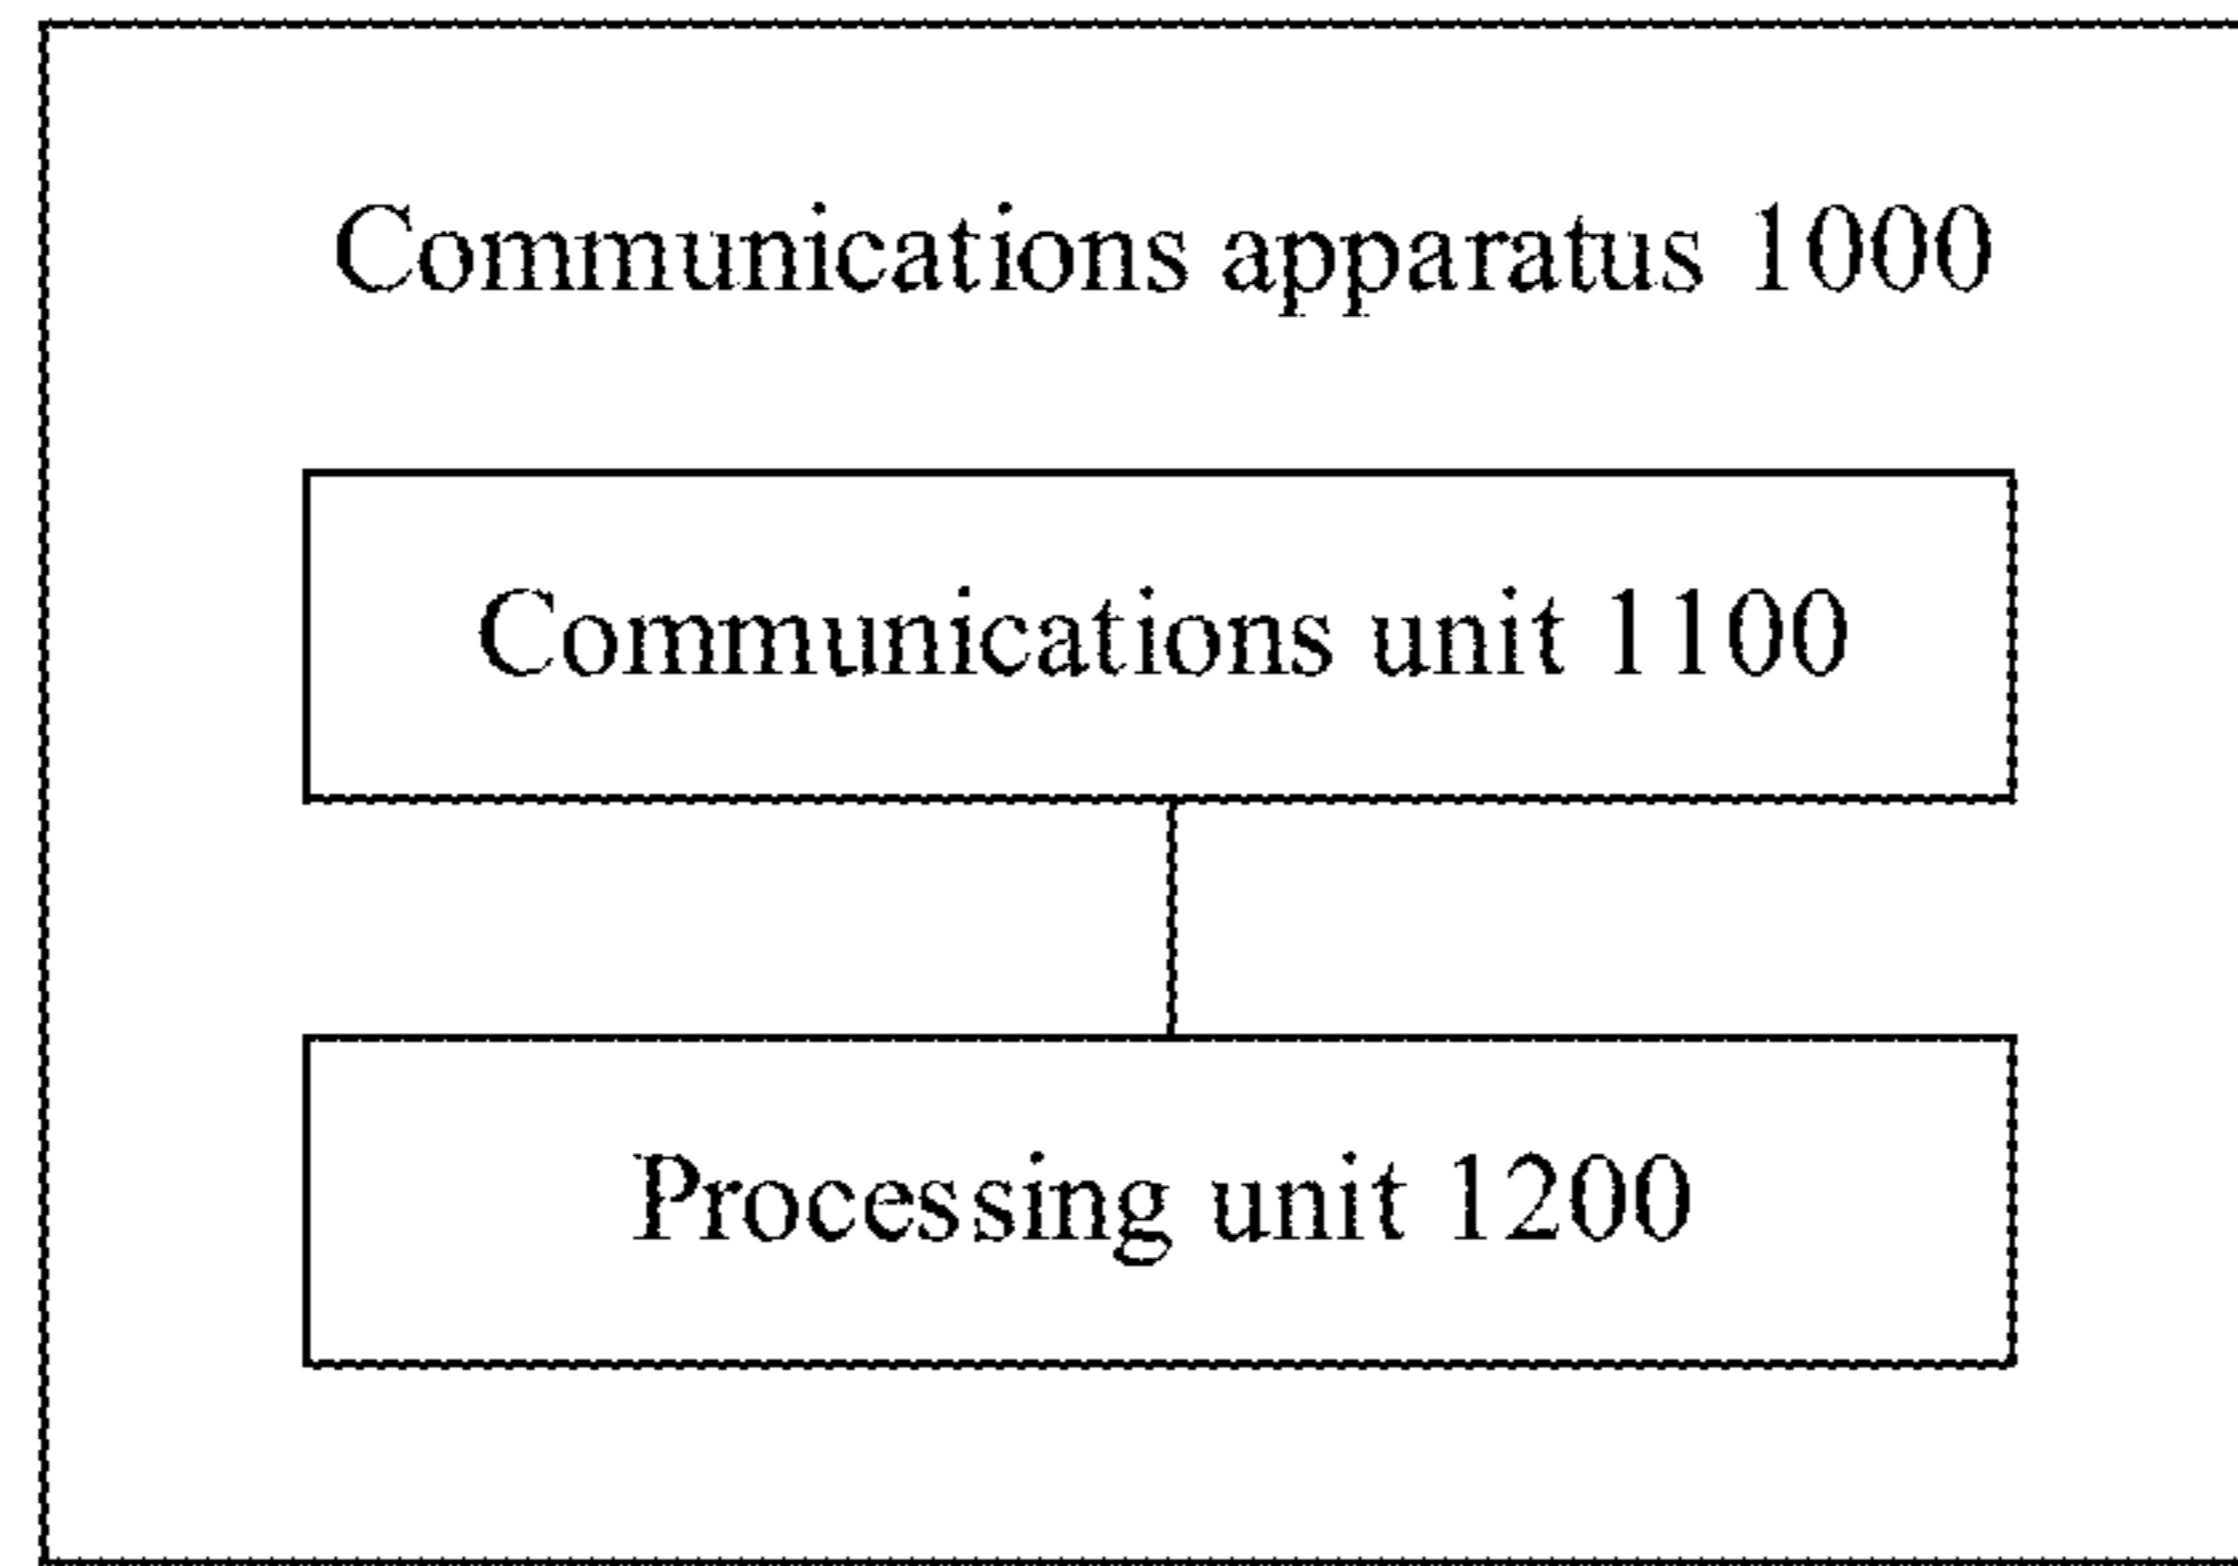 Communications apparatus 1000
Communications unit 1100
Processing unit 1200